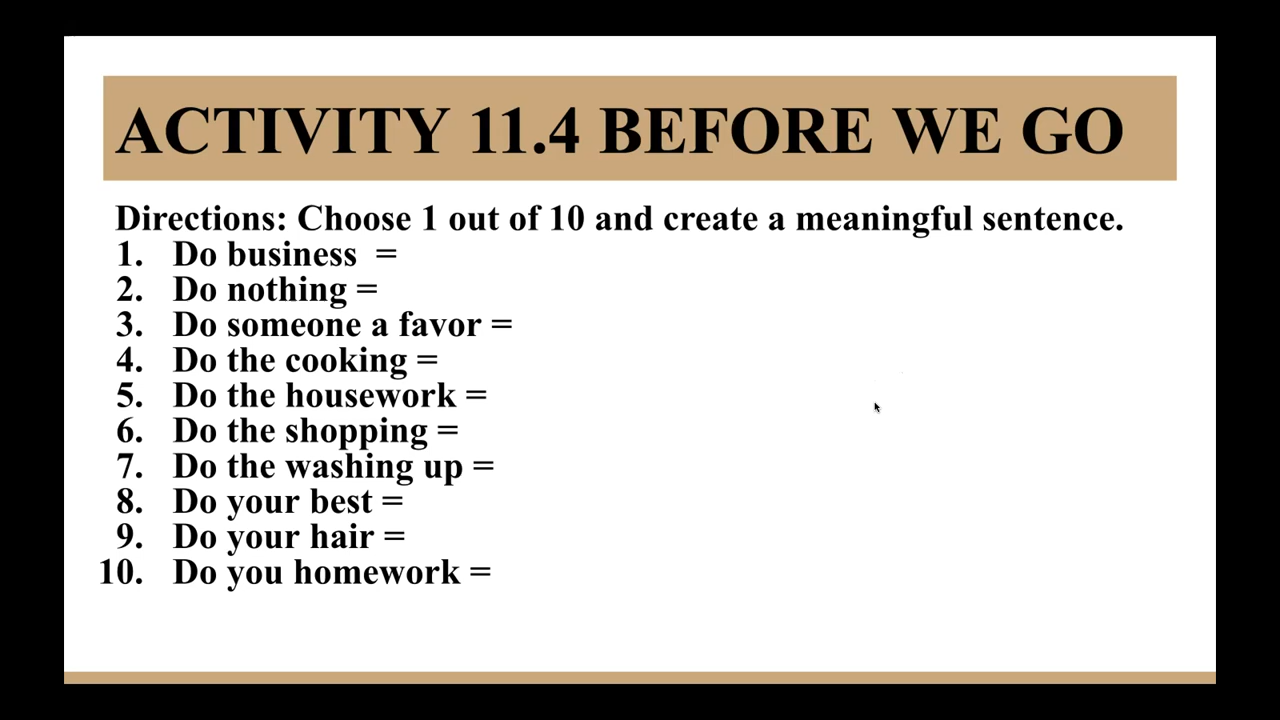 ACTIVITY 11.4 BEFORE WE GO
Directions: Choose 1 out of 10 and create a meaningful sentence.
1. Do business =
2. Do nothing =
3. Do someone a favor =
4. Do the cooking =
5. Do the housework =
6. Do the shopping =
7. Do the washing up =
8. Do your best =
9. Do your hair =
10. Do you homework =